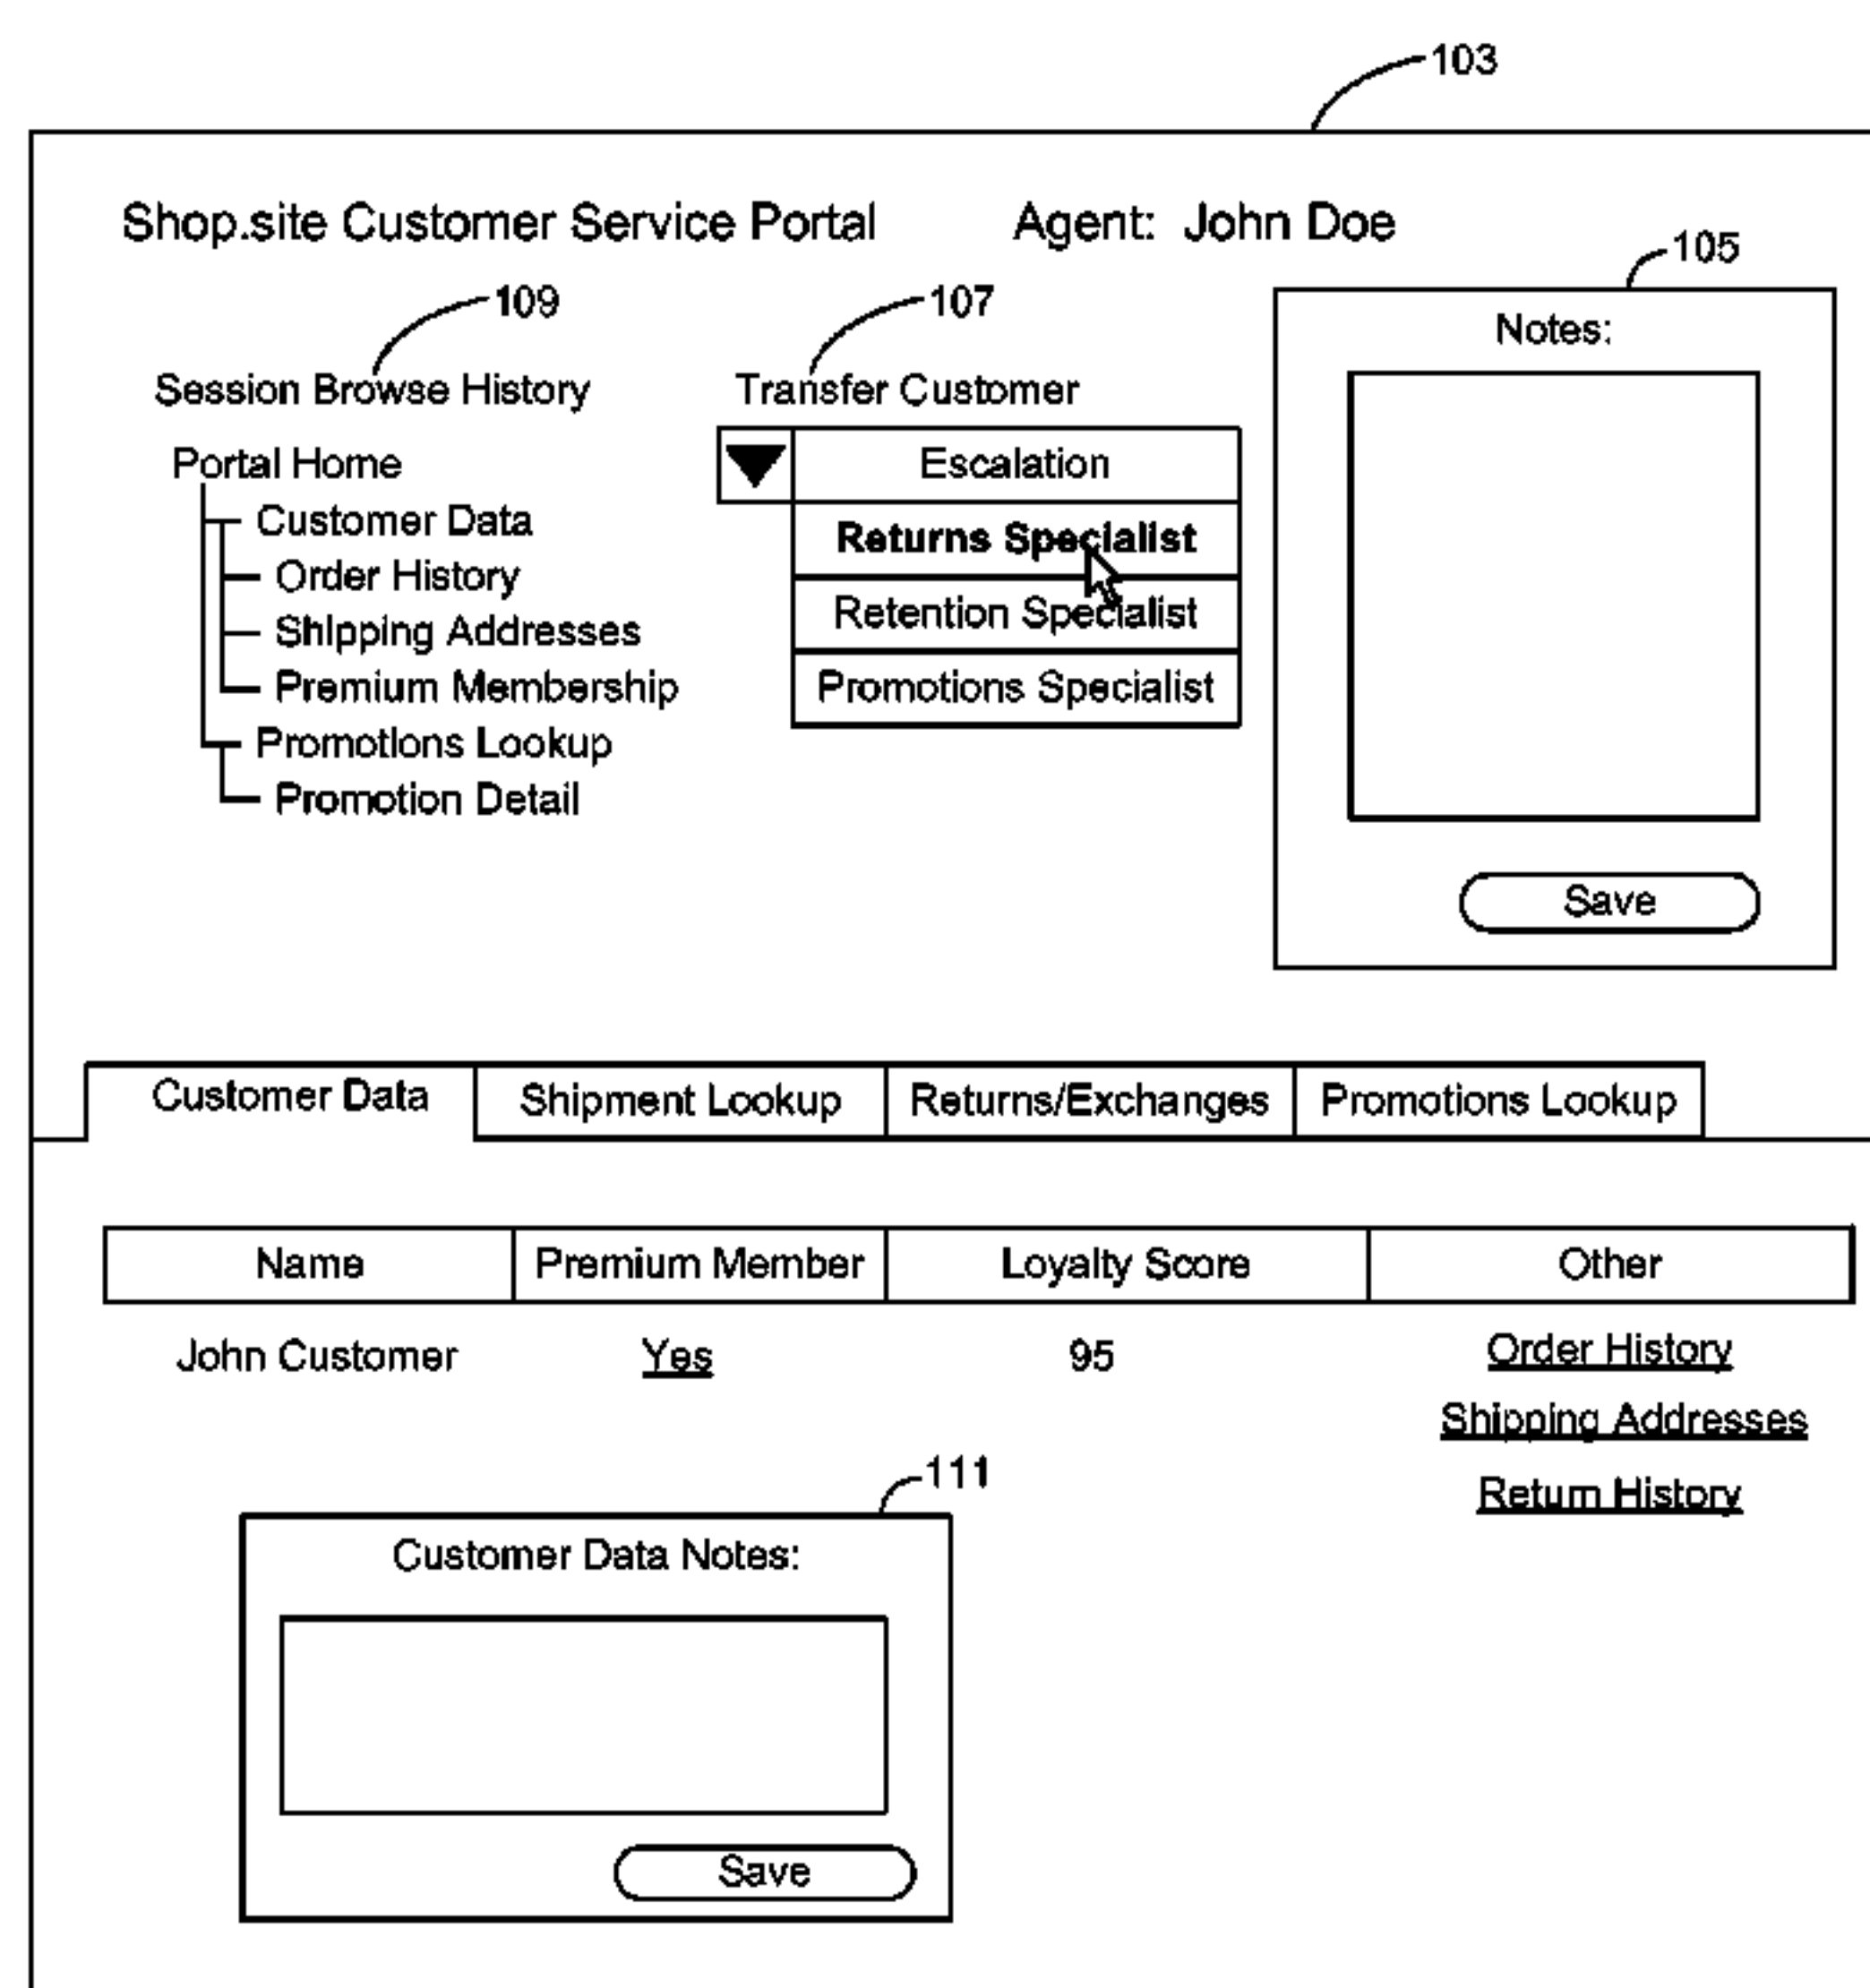 103
Shop.site Customer Service Portal Agent: John Doe
105
109
107
Notes:
Session Browse History
Transfer Customer
Portal Home
Customer Data
Order History
Shipping Addresses
Premium Membership
Promotions Lookup
Promotion Detail
Escalation
Returns Specialist
Retention Specialist
Promotions Specialist
Save
Customer Data Shipment Lookup Returns/Exchanges Promotions Lookup
Name Premium Member Loyalty Score Other
John Customer Yes 95 Order History
Shipping Addresses
Return History
111
Customer Data Notes:
Save